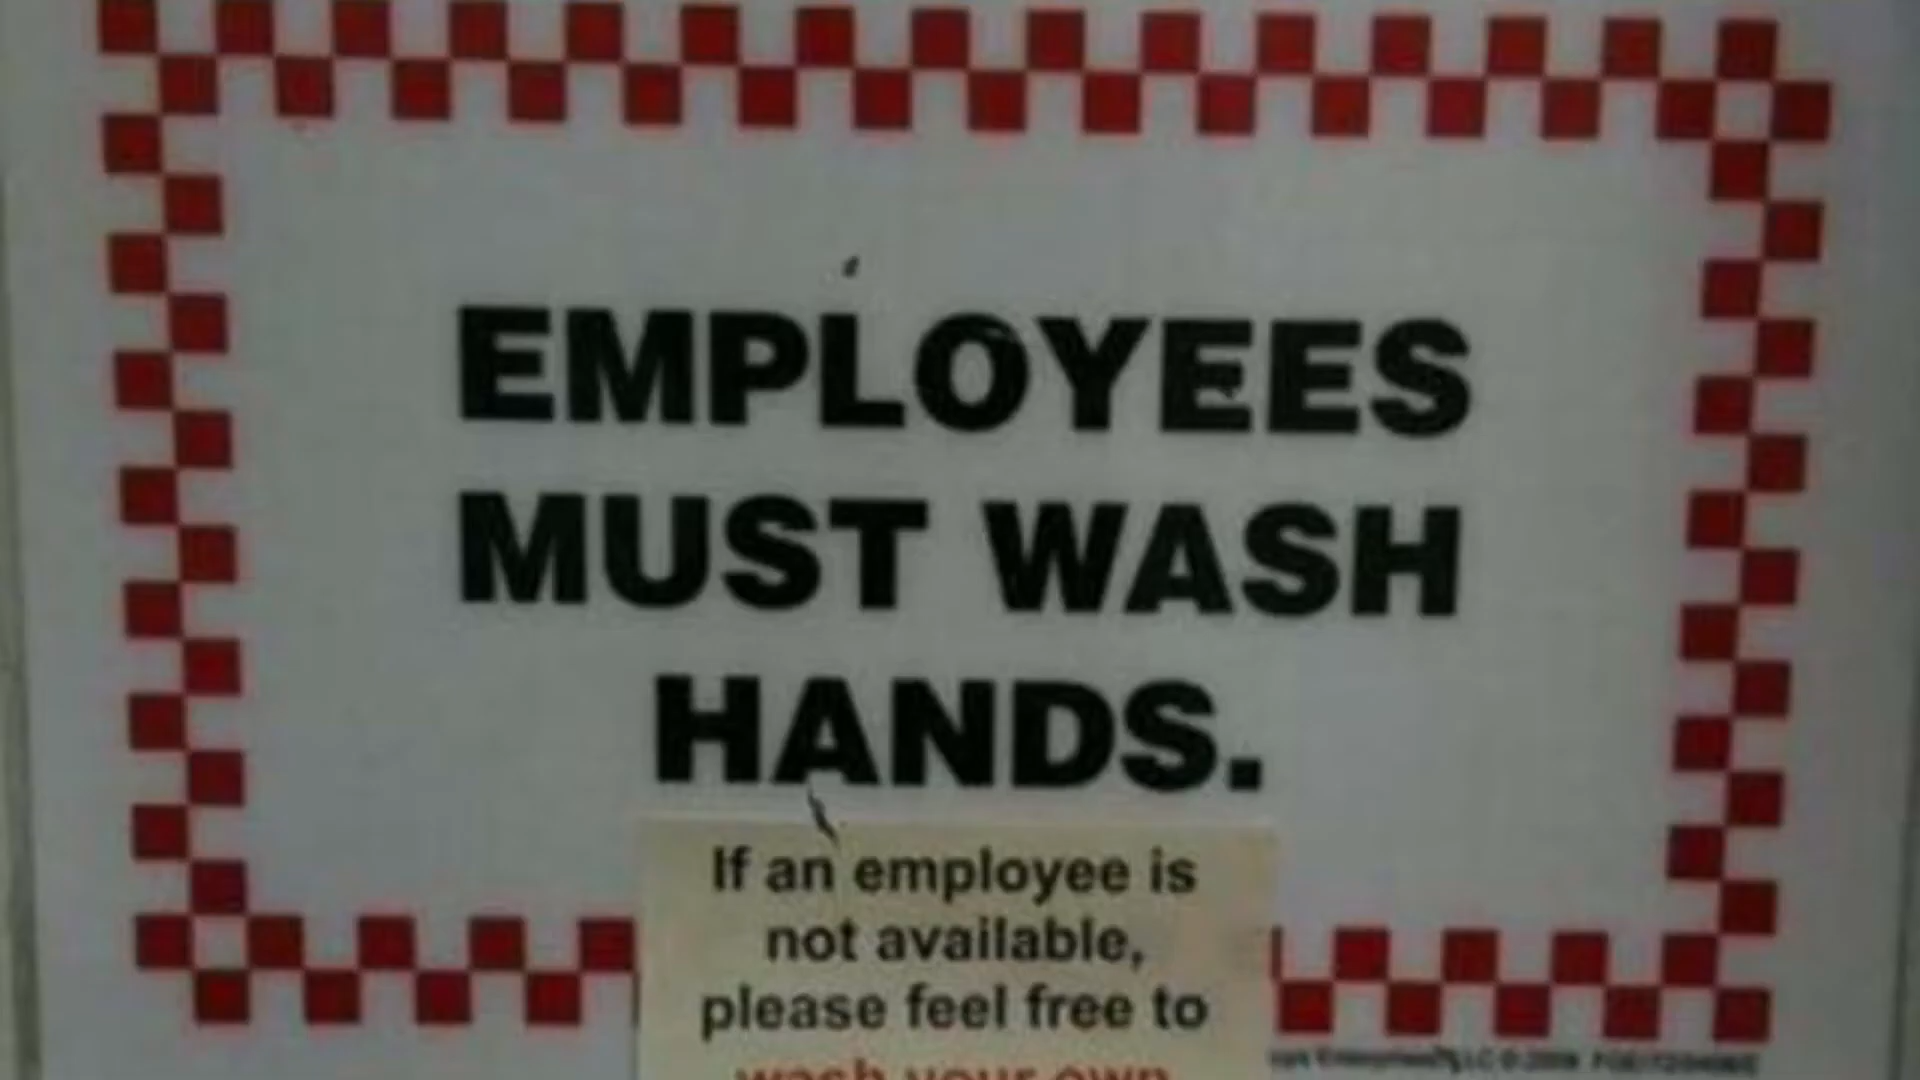 EMPLOYEES
MUST WASH
HANDS.
If an employee is
not available,
please feel free to
wash your own